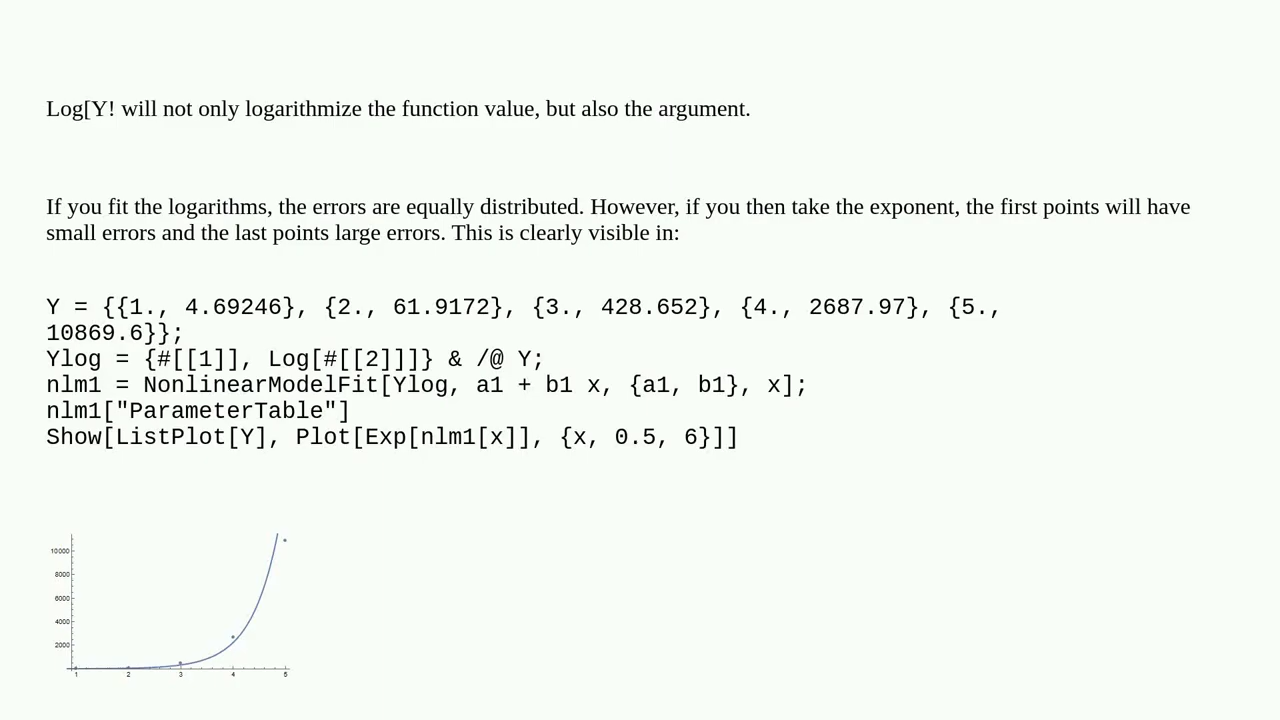 Log[Y! will not only logarithmize the function value, but also the argument.
If you fit the logarithms, the errors are equally distributed. However, if you then take the exponent, the first points will have
small errors and the last points large errors. This is clearly visible in:
Y = {{1., 4.69246}, {2., 61.9172}, {3., 428.652}, {4., 2687.97}, {5.,
10869.6}};
Ylog = {#[[1]], Log[#[[2]]]} & /@ Y;
nlm1 = NonlinearModelFit[Ylog, a1 + b1 x, {a1, b1}, x];
nlm1["ParameterTable"]
Show[ListPlot[Y], Plot[Exp[nlm1[x]], {x, 0.5, 6}]]
10000
8000
6000
4000
2000
1 2 3 4 5